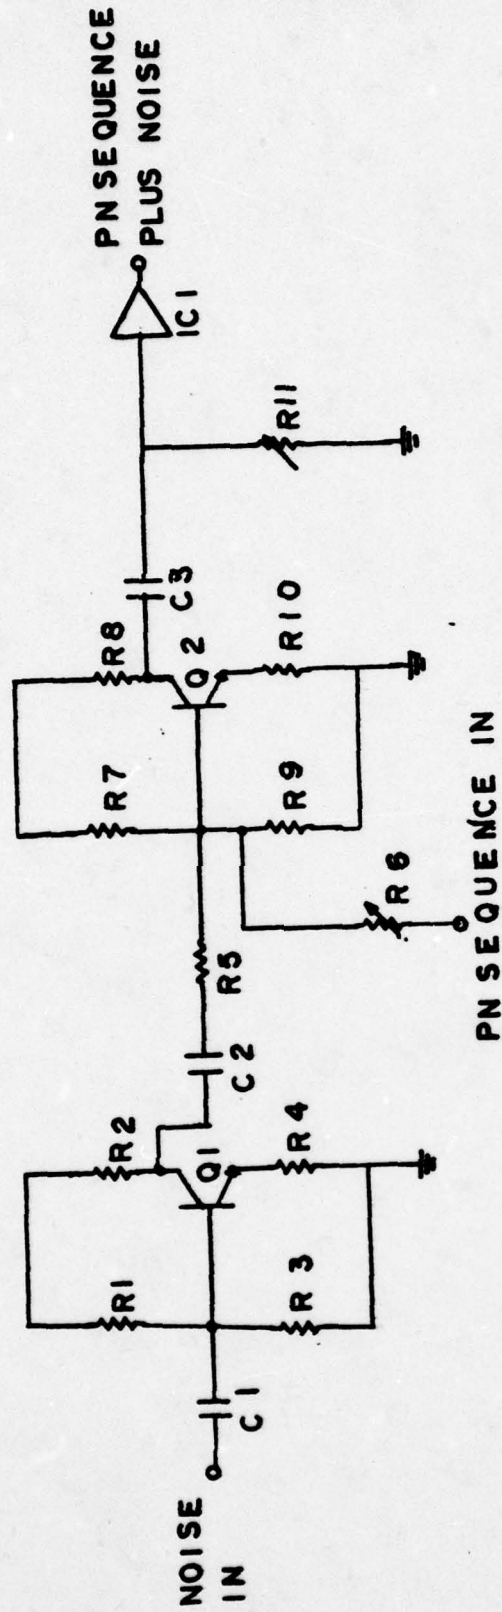 NOISE
IN
C1
R1
R2
Q1
R3
R4
C2
R5
R6
PN SEQUENCE IN
R7
R8
Q2
R9
R10
C3
R11
IC1
PN SEQUENCE
PLUS NOISE